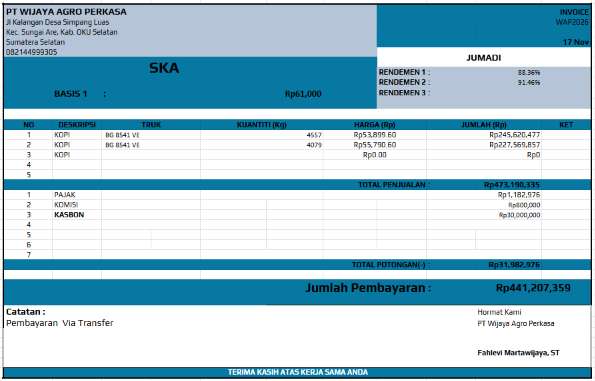 PT WIJAYA AGRO PERKASA
Jl Kalangan Desa Simpang Luas
Kec. Sungai Are, Kab. OKU Selatan
Sumatera Selatan
082144999305
INVOICE
WAP2026
17 Nov
SKA
BASIS 1 : Rp61,000
JUMADI
RENDEMEN 1 : 88.36%
RENDEMEN 2 : 91.46%
RENDEMEN 3 :
NO DESKRIPSI TRUK KUANTITI (Kg) HARGA (Rp) JUMLAH (Rp) KET
1 KOPI BG 8541 VE 4557 Rp53,899.60 Rp245,620,477
2 KOPI BG 8541 VE 4079 Rp55,790.60 Rp227,569,857
3 KOPI Rp0.00 Rp0
4
5
TOTAL PENJUALAN : Rp473,190,335
1 PAJAK Rp1,182,976
2 KOMISI Rp800,000
3 KASBON Rp30,000,000
4
5
6
7
TOTAL POTONGAN(-) : Rp31,982,976
Jumlah Pembayaran : Rp441,207,359
Catatan :
Pembayaran Via Transfer
Hormat Kami
PT Wijaya Agro Perkasa
Fahlevi Martawijaya, ST
TERIMA KASIH ATAS KERJA SAMA ANDA